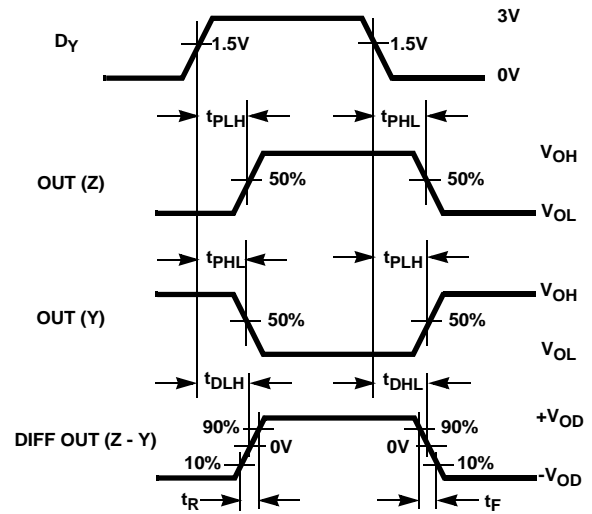 3V
D_Y
1.5V
1.5V
0V
t_PLH
t_PHL
V_OH
OUT (Z)
50%
50%
V_OL
t_PHL
t_PLH
V_OH
OUT (Y)
50%
50%
V_OL
t_DLH
t_DHL
+V_OD
90%
90%
DIFF OUT (Z - Y)
0V
0V
10%
10%
-V_OD
t_R
t_F